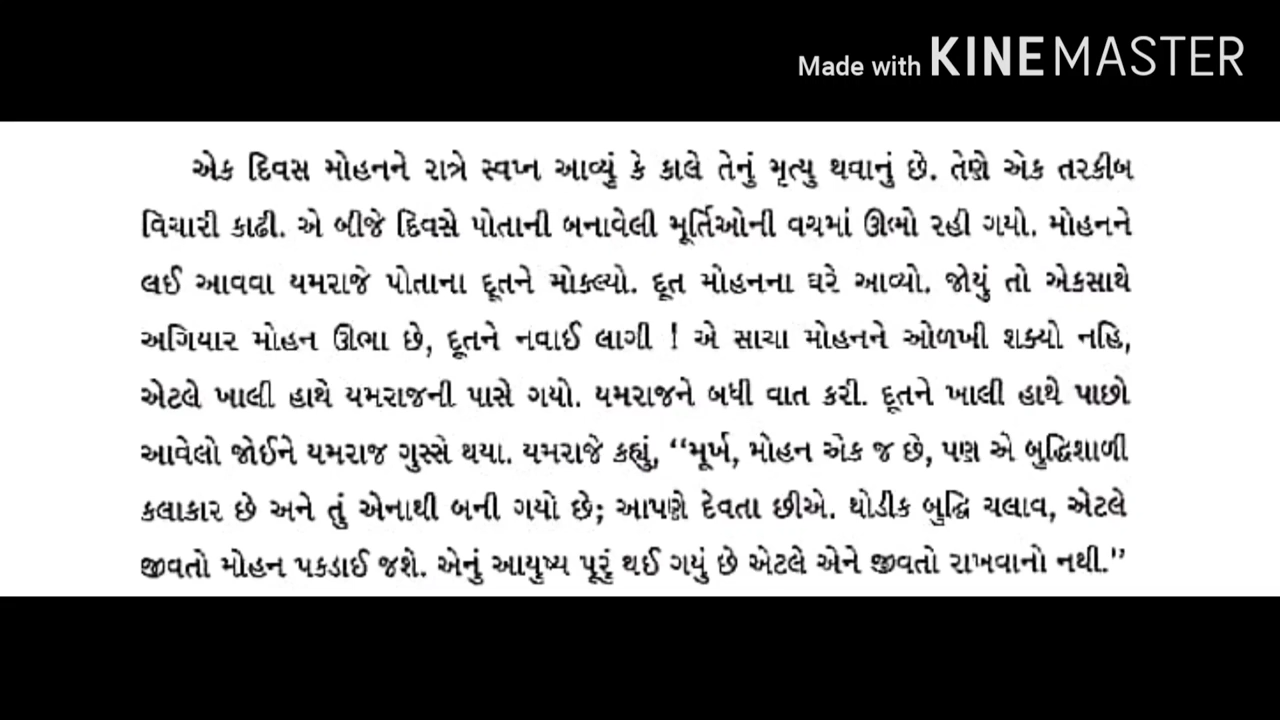 Made with KINEMASTER
એક દિવસ મોહનને રાત્રે સ્વપ્ન આવ્યું કે કાલે તેનું મૃત્યુ થવાનું છે. તેણે એક તરકીબ
વિચારી કાઢી. એ બીજે દિવસે પોતાની બનાવેલી મૂર્તિઓની વચમાં ઊભો રહી ગયો. મોહનને
લઈ આવવા યમરાજે પોતાના દૂતને મોકલ્યો. દૂત મોહનના ઘરે આવ્યો. જોયું તો એકસાથે
અગિયાર મોહન ઊભા છે, દૂતને નવાઈ લાગી ! એ સાચા મોહનને ઓળખી શક્યો નહિ,
એટલે ખાલી હાથે યમરાજની પાસે ગયો. યમરાજને બધી વાત કરી. દૂતને ખાલી હાથે પાછો
આવેલો જોઈને યમરાજ ગુસ્સે થયા. યમરાજે કહ્યું, “મૂર્ખ, મોહન એક જ છે, પણ એ બુદ્ધિશાળી
કલાકાર છે અને તું એનાથી બની ગયો છે; આપણે દેવતા છીએ. થોડીક બુદ્ધિ ચલાવ, એટલે
જીવતો મોહન પકડાઈ જશે. એનું આયુષ્ય પૂરું થઈ ગયું છે એટલે એને જીવતો રાખવાનો નથી.”